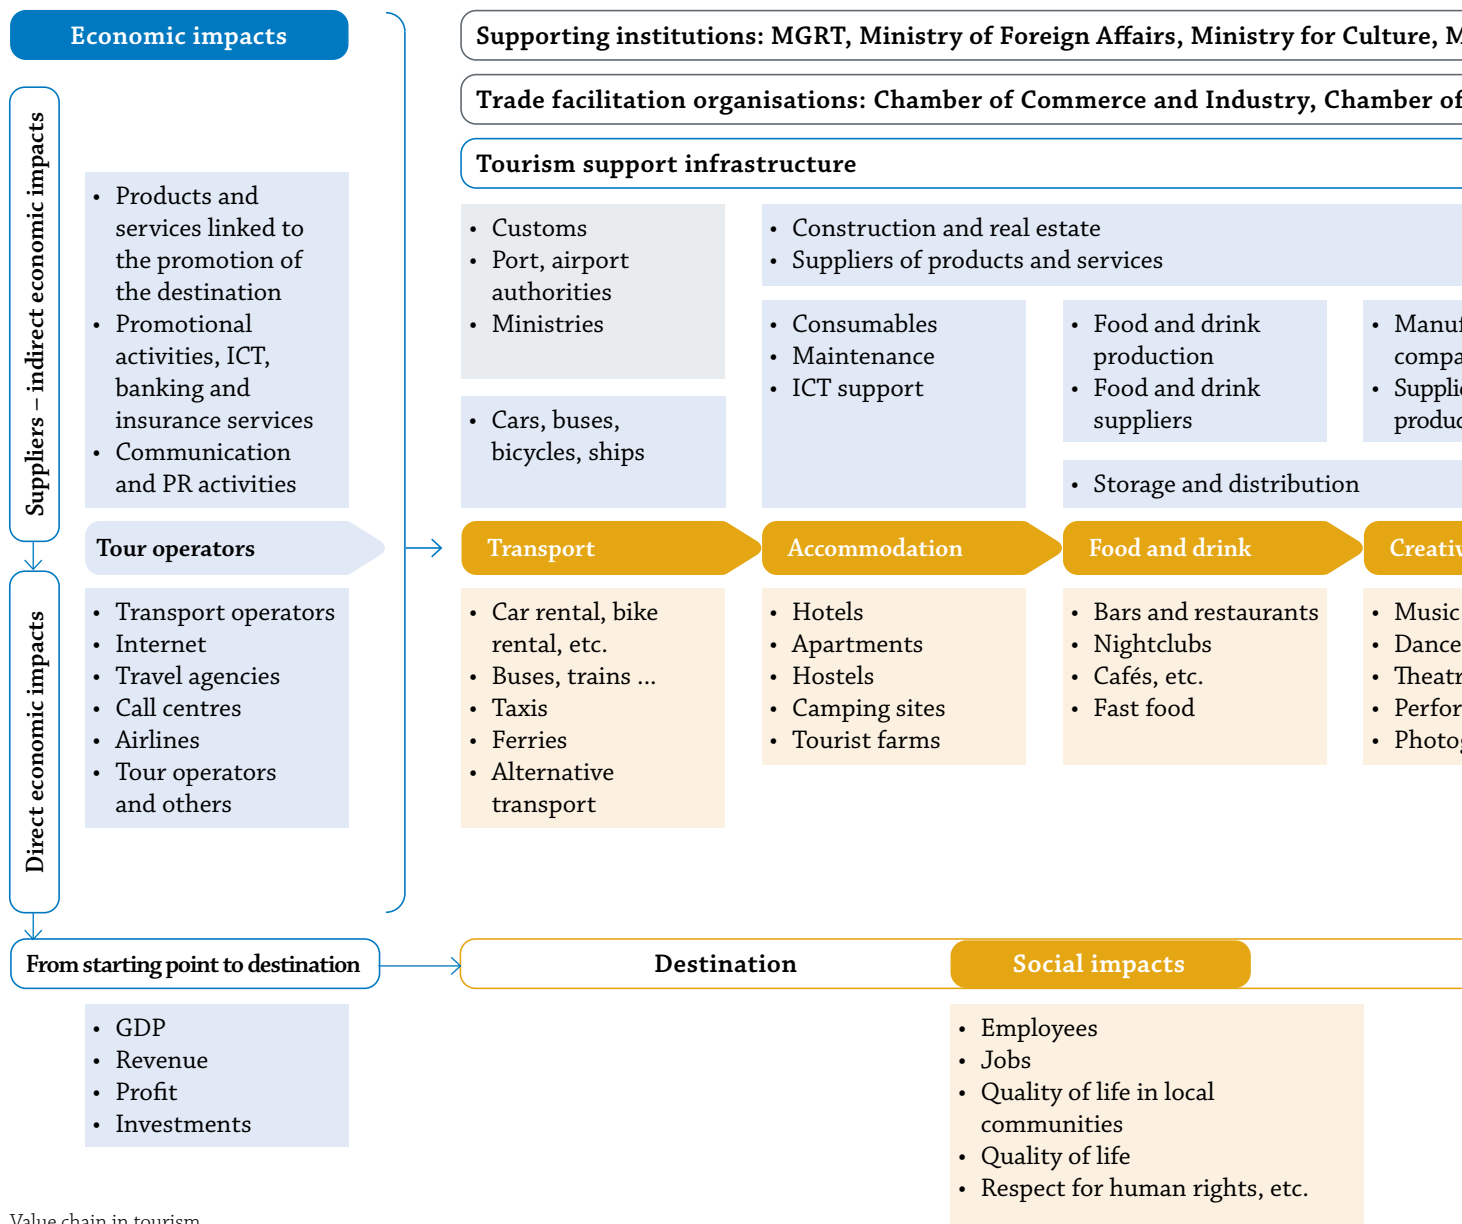 Economic impacts
Supporting institutions: MGRT, Ministry of Foreign Affairs, Ministry for Culture,
Trade facilitation organisations: Chamber of Commerce and Industry, Chamber of
Tourism support infrastructure
Suppliers – indirect economic impacts
• Products and
services linked to
the promotion of
the destination
• Promotional
activities, ICT,
banking and
insurance services
• Communication
and PR activities
• Customs
• Port, airport
authorities
• Ministries
• Cars, buses,
bicycles, ships
• Construction and real estate
• Suppliers of products and services
• Consumables
• Maintenance
• ICT support
• Food and drink
production
• Food and drink
suppliers
• Storage and distribution
Tour operators
Transport
Accommodation
Food and drink
Direct economic impacts
• Transport operators
• Internet
• Travel agencies
• Call centres
• Airlines
• Tour operators
and others
• Car rental, bike
rental, etc.
• Buses, trains ...
• Taxis
• Ferries
• Alternative
transport
• Hotels
• Apartments
• Hostels
• Camping sites
• Tourist farms
• Bars and restaurants
• Nightclubs
• Cafés, etc.
• Fast food
• Music
• Dance
From starting point to destination
Destination
Social impacts
• GDP
• Revenue
• Profit
• Investments
• Employees
• Jobs
• Quality of life in local
communities
• Quality of life
• Respect for human rights, etc.
Value chain in tourism